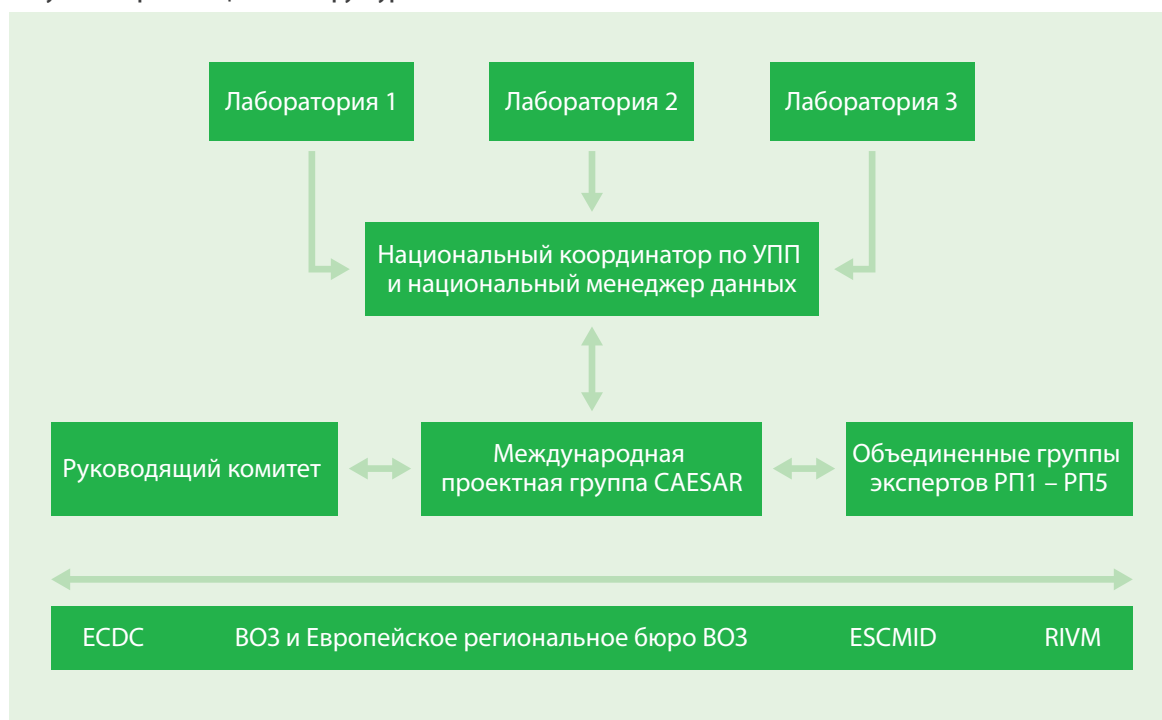 Лаборатория 1
Лаборатория 2
Лаборатория 3
Национальный координатор по УПП
и национальный менеджер данных
Руководящий комитет
Международная
проектная группа CAESAR
Объединенные группы
экспертов РП1 – РП5
ECDC
ВОЗ и Европейское региональное бюро ВОЗ
ESCMID
RIVM